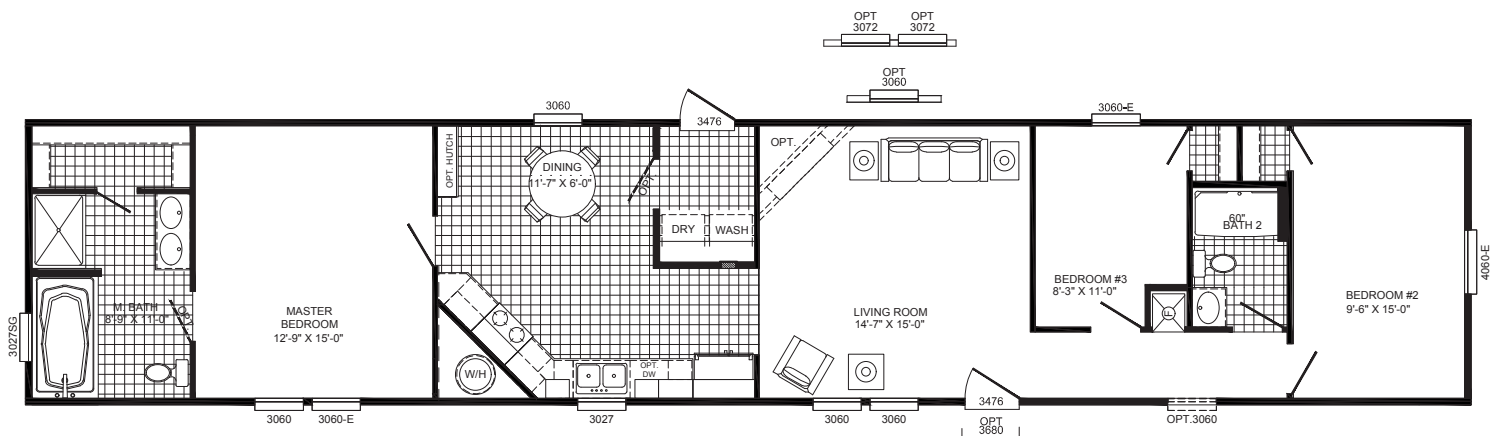 OPT
3072
OPT
3072
OPT
3060
3060
3476
3060-E
OPT. HUTCH
DINING
11'-7" X 6'-0"
OPT
DRY
WASH
OPT.
60"
BATH 2
4060-E
M. BATH
8'-9" X 11'-0"
OPT
3027SG
MASTER
BEDROOM
12'-9" X 15'-0"
LIVING ROOM
14'-7" X 15'-0"
BEDROOM #3
8'-3" X 11'-0"
F
BEDROOM #2
9'-6" X 15'-0"
W/H
OPT.
DW
3060
3060-E
3027
3060
3060
3476
OPT
3680
OPT.3060